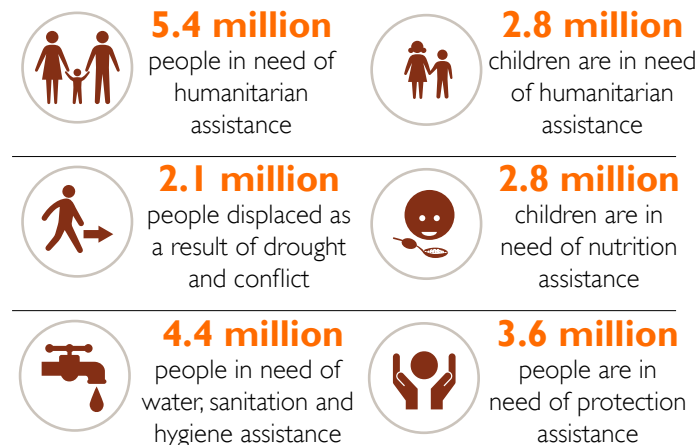 5.4 million
people in need of
humanitarian
assistance
2.8 million
children are in need
of humanitarian
assistance
2.1 million
people displaced as
a result of drought
and conflict
2.8 million
children are in
need of nutrition
assistance
4.4 million
people in need of
water, sanitation and
hygiene assistance
3.6 million
people are in
need of protection
assistance